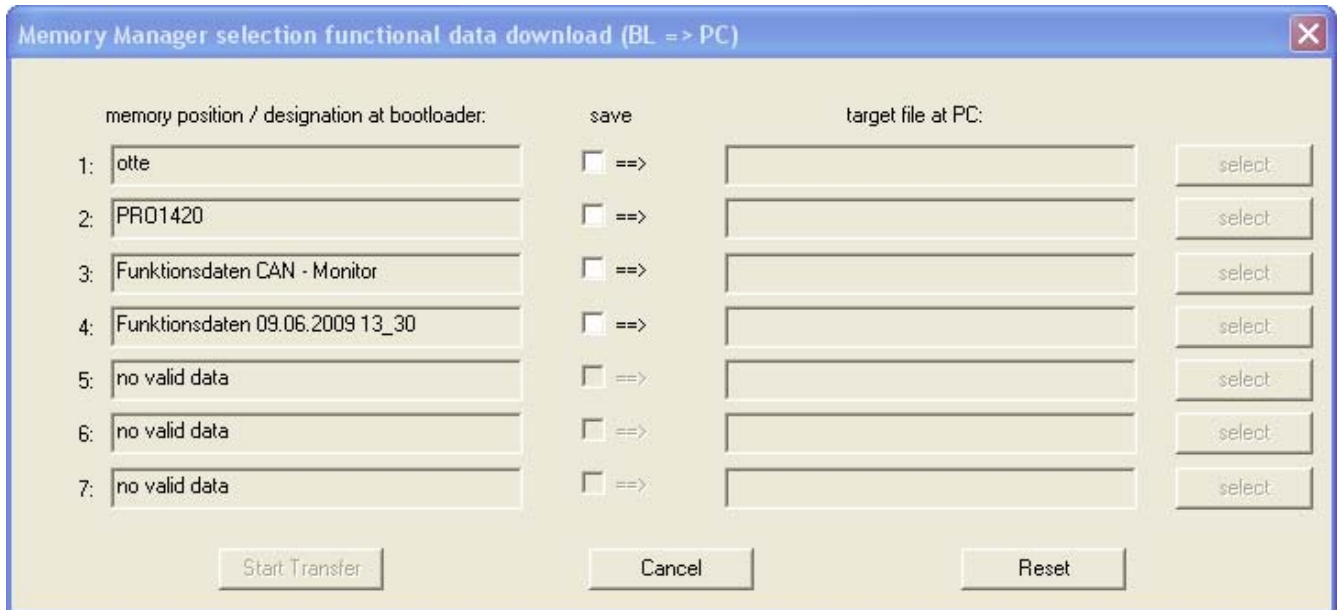 Memory Manager selection functional data download (BL => PC)
memory position / designation at bootloader: save target file at PC:
1: otte ==> select
2: PRO1420 ==> select
3: Funktionsdaten CAN - Monitor ==> select
4: Funktionsdaten 09.06.2009 13_30 ==> select
5: no valid data ==> select
6: no valid data ==> select
7: no valid data ==> select
Start Transfer Cancel Reset